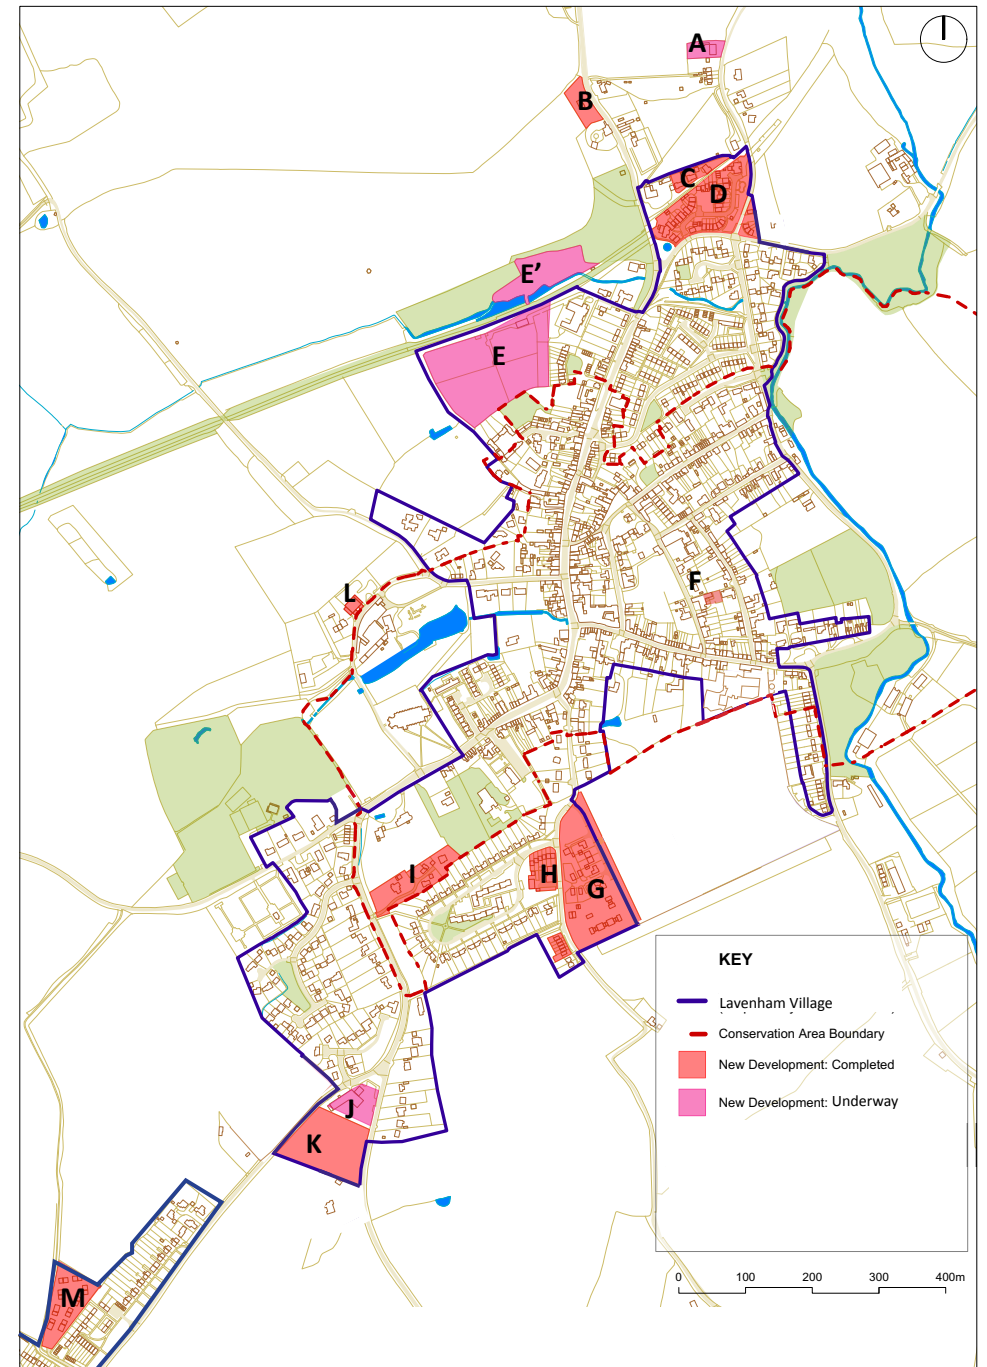 A
B
C
D
E’
E
F
L
I
H
G
J
K
M
KEY
Lavenham Village
Conservation Area Boundary
New Development: Completed
New Development: Underway
0 100 200 300 400m